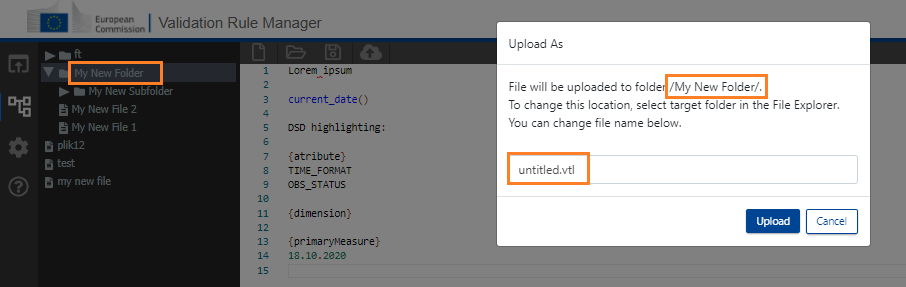 European
Commission
Validation Rule Manager
ft
My New Folder
My New Subfolder
My New File 2
My New File 1
plik12
test
my new file
1 Lorem_ipsum
2
3 current_date()
4
5 DSD highlighting:
6
7 {atribute}
8 TIME_FORMAT
9 OBS_STATUS
10
11 {dimension}
12
13 {primaryMeasure}
14 18.10.2020
15
Upload As
File will be uploaded to folder /My New Folder/.
To change this location, select target folder in the File Explorer.
You can change file name below.
untitled.vtl
Upload
Cancel